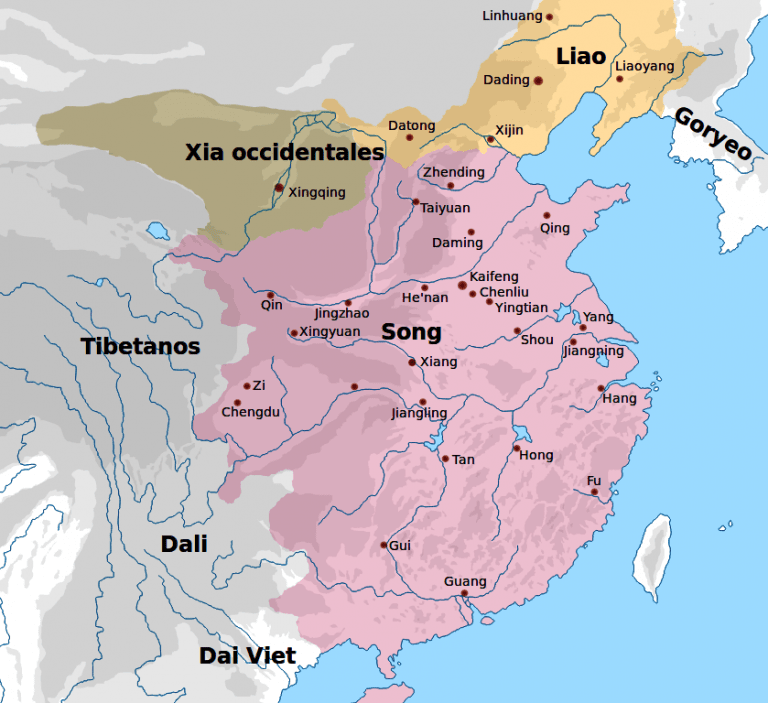 Linhuang
Liao
Liaoyang
Dading
Goryeo
Datong
Xijin
Xia occidentales
Zhending
Xingqing
Taiyuan
Qing
Daming
Kaifeng
He'nan
Chenliu
Qin
Jingzhao
Yingtian
Yang
Xingyuan
Song
Shou
Tibetanos
Jiangning
Xiang
Zi
Hang
Chengdu
Jiangling
Tan
Hong
Fu
Dali
Gui
Guang
Dai Viet